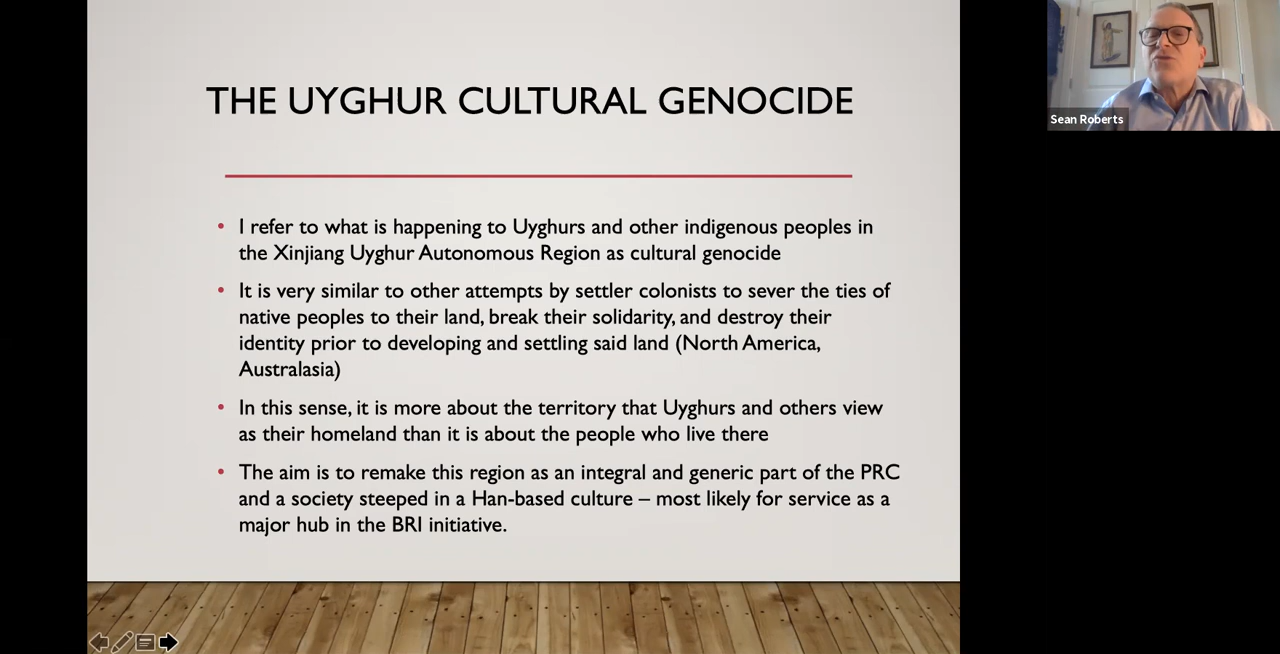 THE UYGHUR CULTURAL GENOCIDE
• I refer to what is happening to Uyghurs and other indigenous peoples in
the Xinjiang Uyghur Autonomous Region as cultural genocide
• It is very similar to other attempts by settler colonists to sever the ties of
native peoples to their land, break their solidarity, and destroy their
identity prior to developing and settling said land (North America,
Australasia)
• In this sense, it is more about the territory that Uyghurs and others view
as their homeland than it is about the people who live there
• The aim is to remake this region as an integral and generic part of the PRC
and a society steeped in a Han-based culture – most likely for service as a
major hub in the BRI initiative.
Sean Roberts